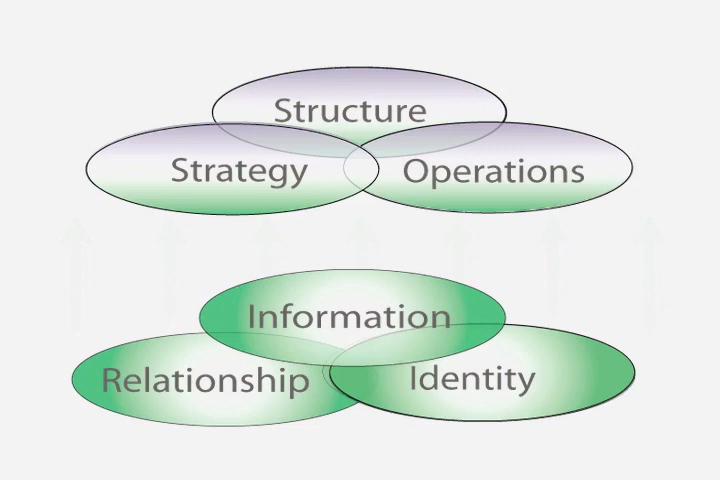 Structure
Strategy
Operations
Information
Relationship
Identity